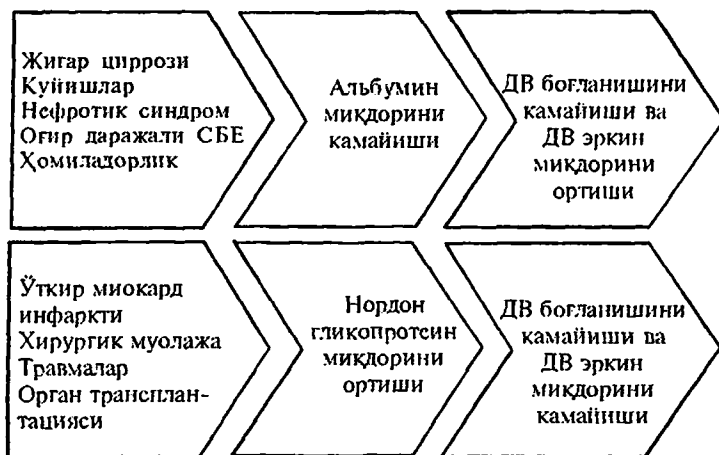 Жигар циррози
Куйишлар
Нефротик синдром
Оғир даражали СБЕ
Ҳомиладорлик
Альбумин
миқдорини
камайиши
ДВ боғланишини
камайиши ва
ДВ эркин
миқдорини
ортиши
Ўткир миокард
инфаркти
Хирургик муолажа
Травмалар
Орган трансплан-
тацияси
Нордон
гликопротеин
миқдорини
ортиши
ДВ боғланишини
камайиши ва
ДВ эркин
миқдорини
камайиши